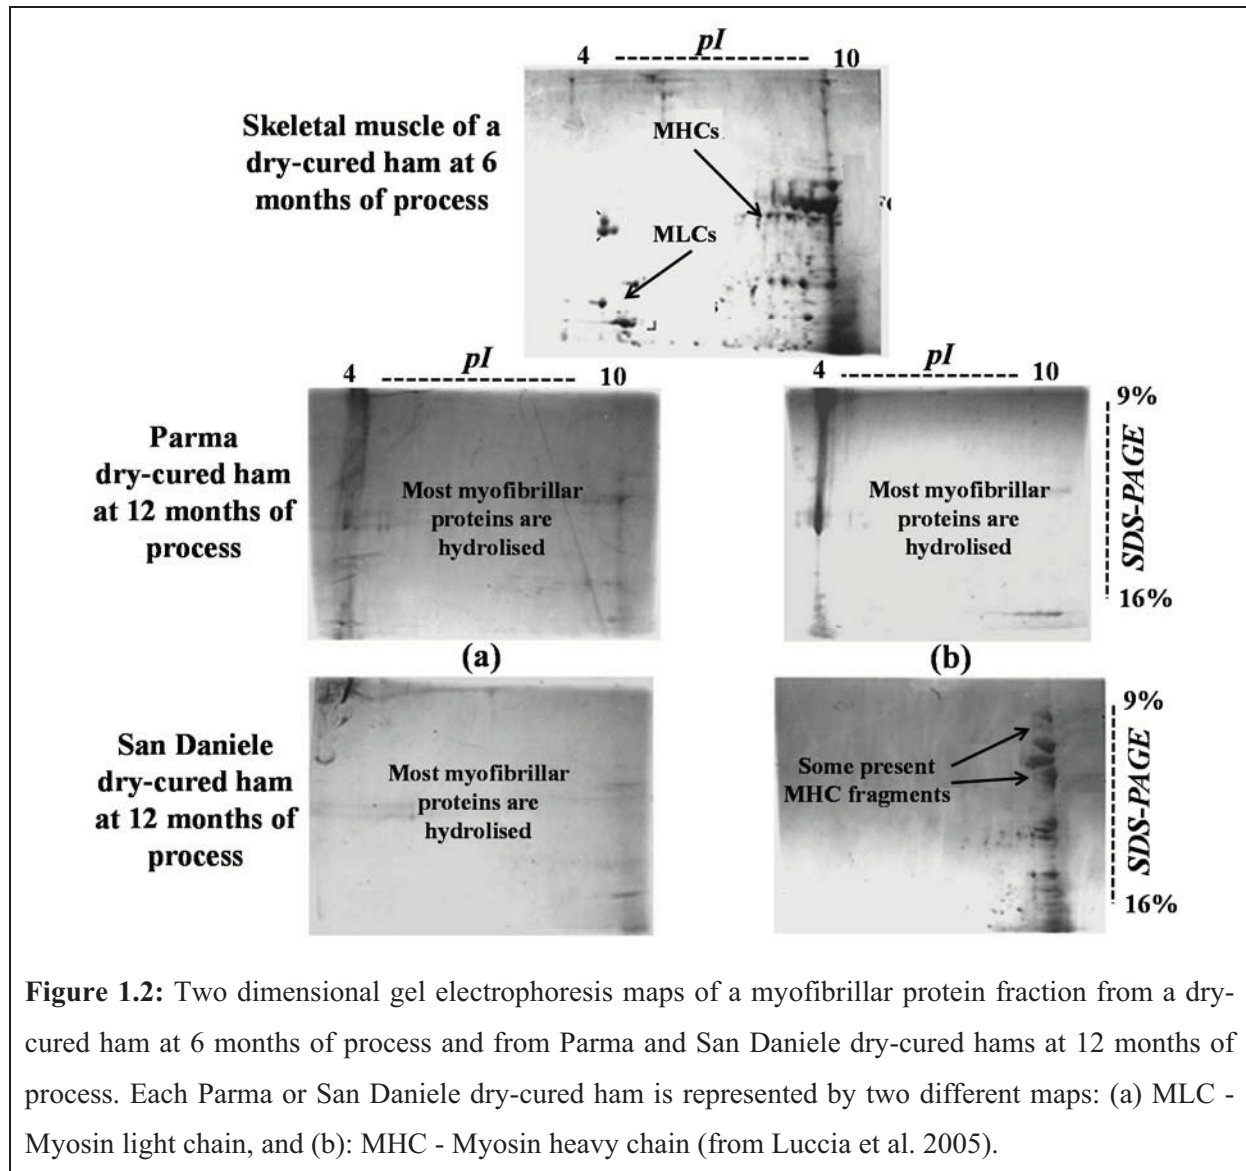 4 pI 10
Skeletal muscle of a
dry-cured ham at 6
months of process
MHCs
MLCs
4 pI 10
4 pI 10
Parma
dry-cured ham
at 12 months of
process
Most myofibrillar
proteins are
hydrolised
Most myofibrillar
proteins are
hydrolised
9%
SDS-PAGE
16%
(a)
(b)
San Daniele
dry-cured ham
at 12 months of
process
Most myofibrillar
proteins are
hydrolised
Some present
MHC fragments
9%
SDS-PAGE
16%
Figure 1.2: Two dimensional gel electrophoresis maps of a myofibrillar protein fraction from a dry-
cured ham at 6 months of process and from Parma and San Daniele dry-cured hams at 12 months of
process. Each Parma or San Daniele dry-cured ham is represented by two different maps: (a) MLC -
Myosin light chain, and (b): MHC - Myosin heavy chain (from Luccia et al. 2005).